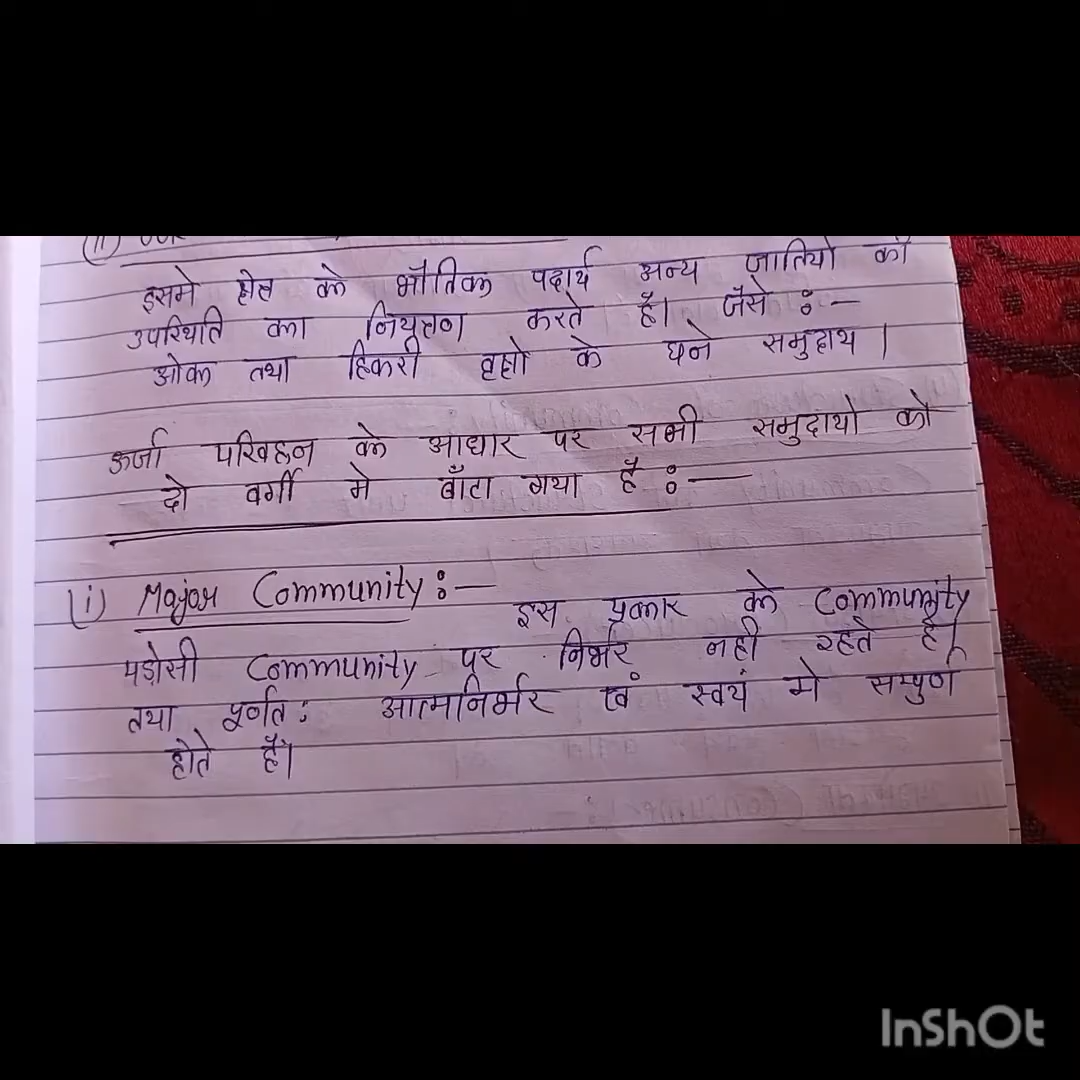 (ii)
इसमे क्षेत्र के भौतिक पदार्थ अन्य जातियो की
उपस्थिति का नियत्रण करते है। जैसे :—
ओक तथा हिकरी वृक्षो के घने समुदाय।
ऊर्जा परिवहन के आधार पर सभी समुदायो को
दो वर्गो मे बाँटा गया है :—
(i) Major Community :—
इस प्रकार के Community
पड़ोसी Community पर निर्भर नही रहते है।
तथा पूर्णत: आत्मनिर्भर एवं स्वयं मे सम्पुर्ण
होते है।
InShOt